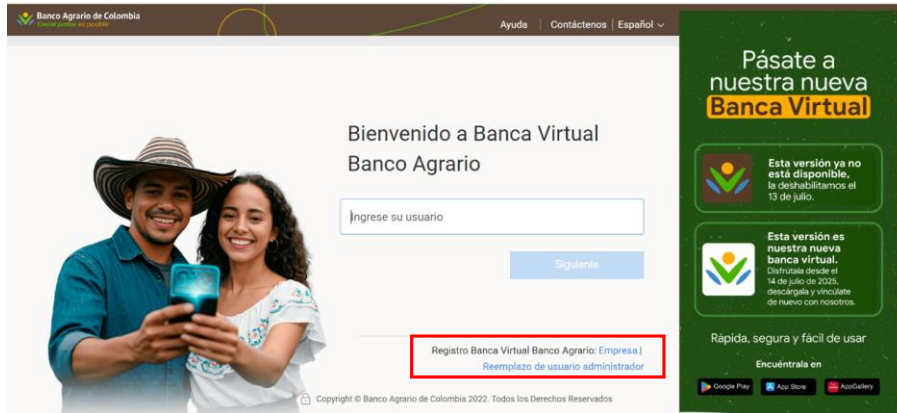 Banco Agrario de Colombia
Crecer juntos es posible
Ayuda | Contáctenos | Español
Bienvenido a Banca Virtual
Banco Agrario
Ingrese su usuario
Siguiente
Registro Banca Virtual Banco Agrario: Empresa |
Reemplazo de usuario administrador
Copyright © Banco Agrario de Colombia 2022. Todos los Derechos Reservados
Pásate a
nuestra nueva
Banca Virtual
Esta versión ya no
está disponible,
la deshabilitamos el
13 de julio.
Esta versión es
nuestra nueva
banca virtual.
Disfrútala desde el
14 de julio de 2025,
descárgala y vincúlate
de nuevo con nosotros.
Rápida, segura y fácil de usar
Encuéntrala en
Google Play
App Store
AppGallery